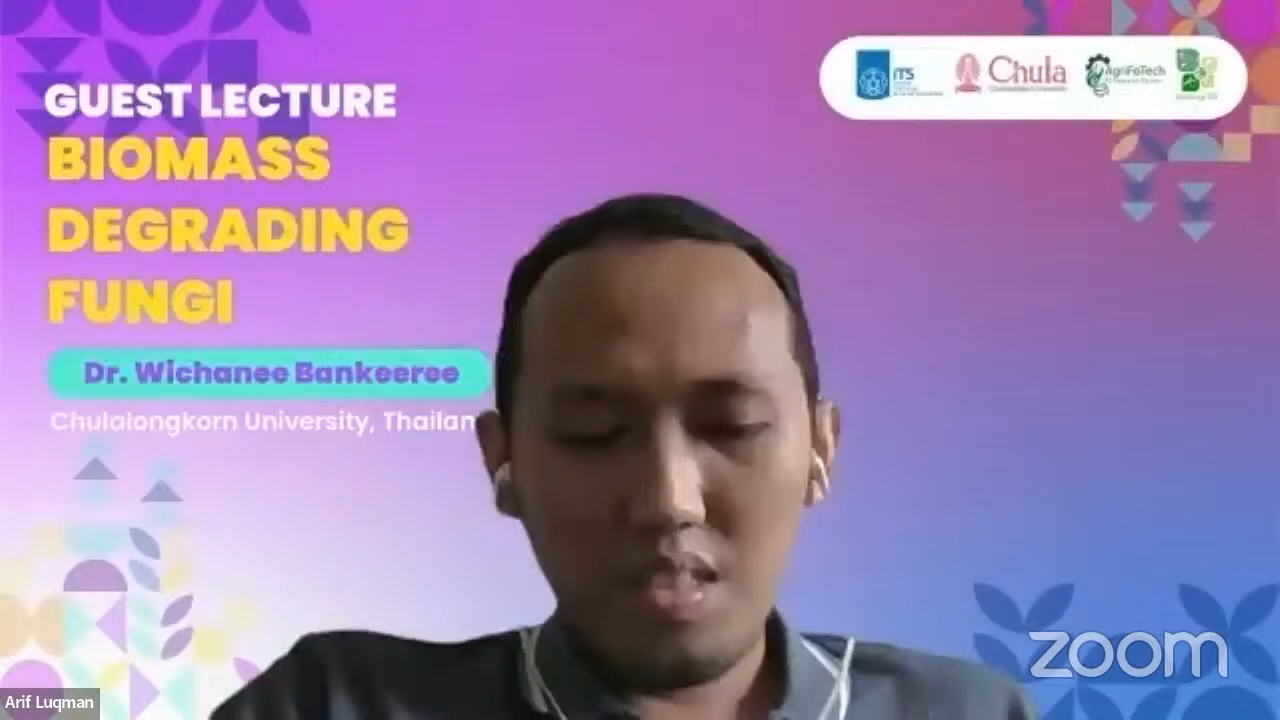 GUEST LECTURE
BIOMASS
DEGRADING
FUNGI
Dr. Wichanee Bankeeree
Chulalongkorn University, Thailan
ITS
Chula
AgriFoTech
zoom
Arif Luqman